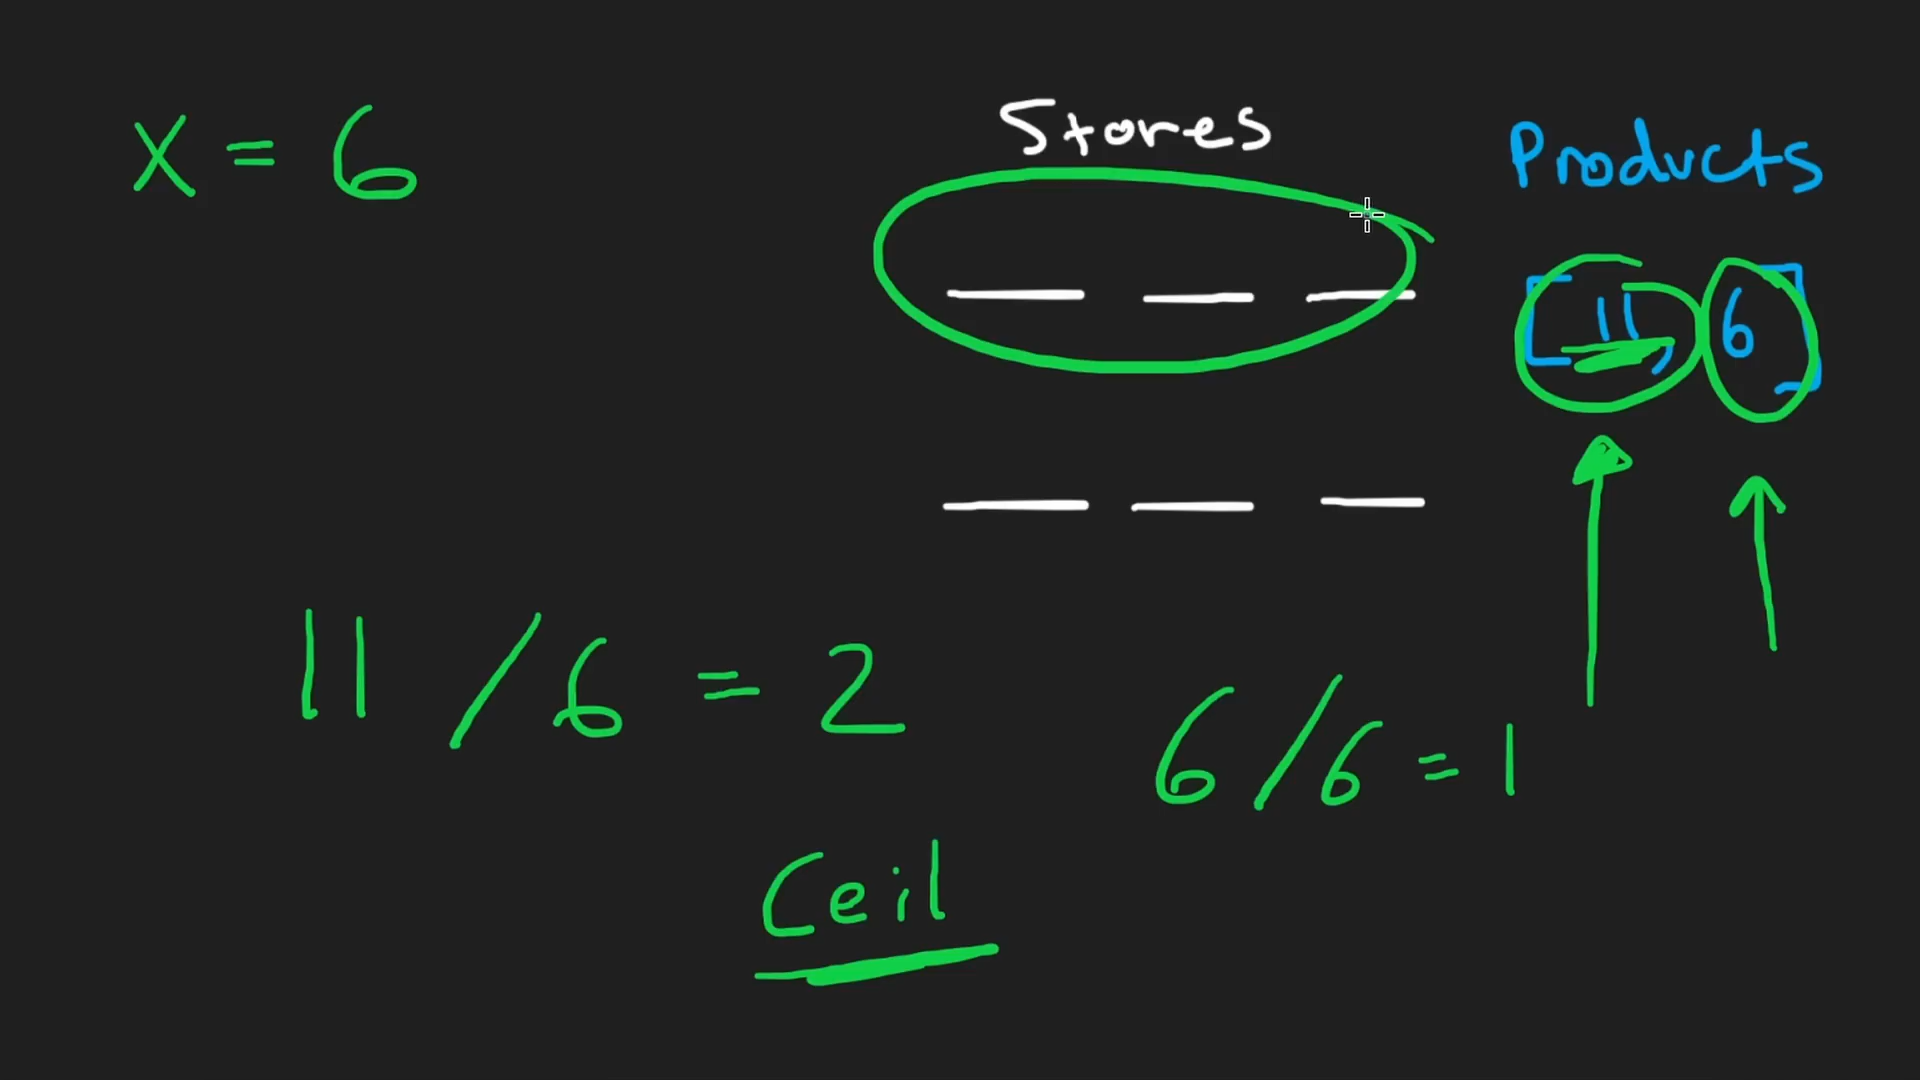 x = 6
Stores
Products
[ 11, 6 ]
11 / 6 = 2
6 / 6 = 1
Ceil